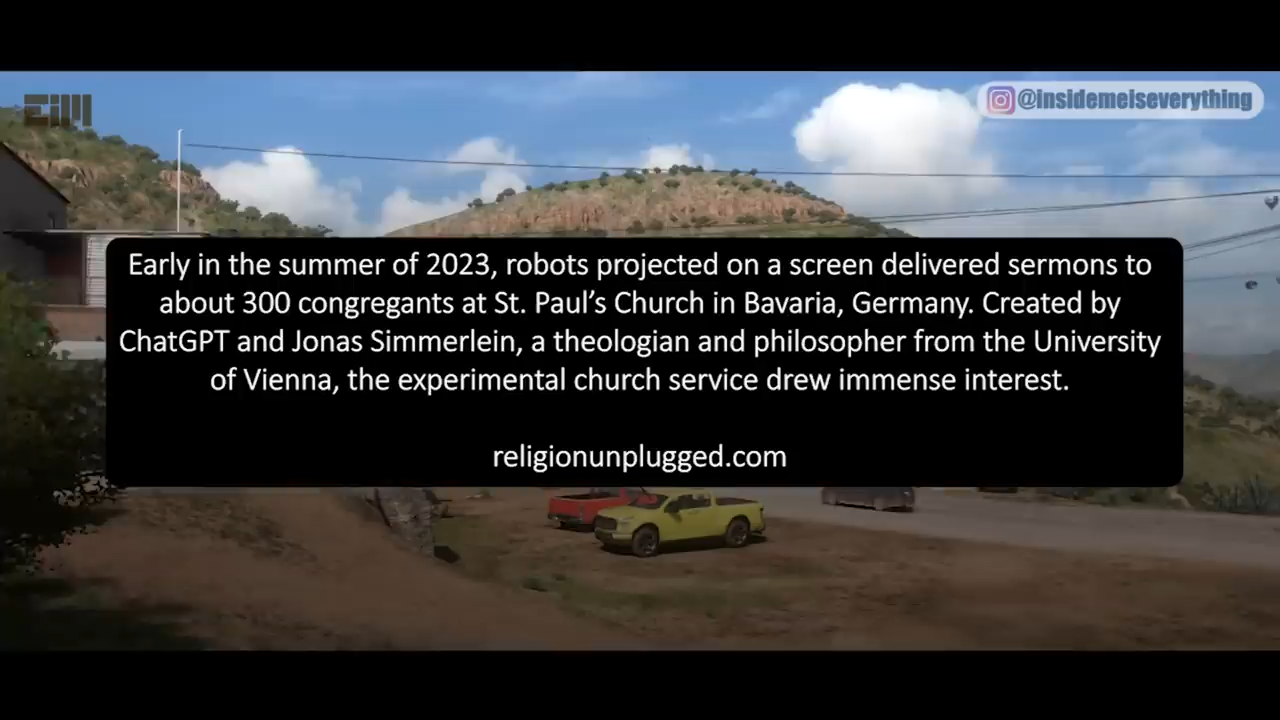 EiM
@insidemeiseverything
Early in the summer of 2023, robots projected on a screen delivered sermons to
about 300 congregants at St. Paul’s Church in Bavaria, Germany. Created by
ChatGPT and Jonas Simmerlein, a theologian and philosopher from the University
of Vienna, the experimental church service drew immense interest.
religionunplugged.com